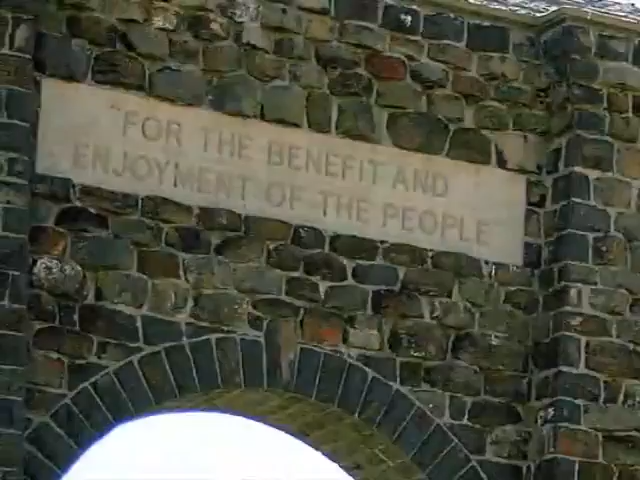 "FOR THE BENEFIT AND
ENJOYMENT OF THE PEOPLE